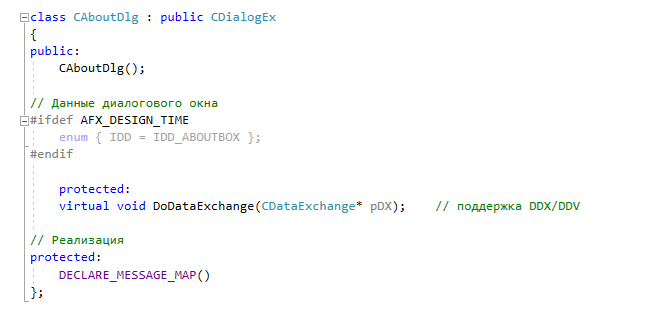 class CAboutDlg : public CDialogEx
{
public:
    CAboutDlg();

// Данные диалогового окна
#ifdef AFX_DESIGN_TIME
    enum { IDD = IDD_ABOUTBOX };
#endif

    protected:
    virtual void DoDataExchange(CDataExchange* pDX);    // поддержка DDX/DDV

// Реализация
protected:
    DECLARE_MESSAGE_MAP()
};